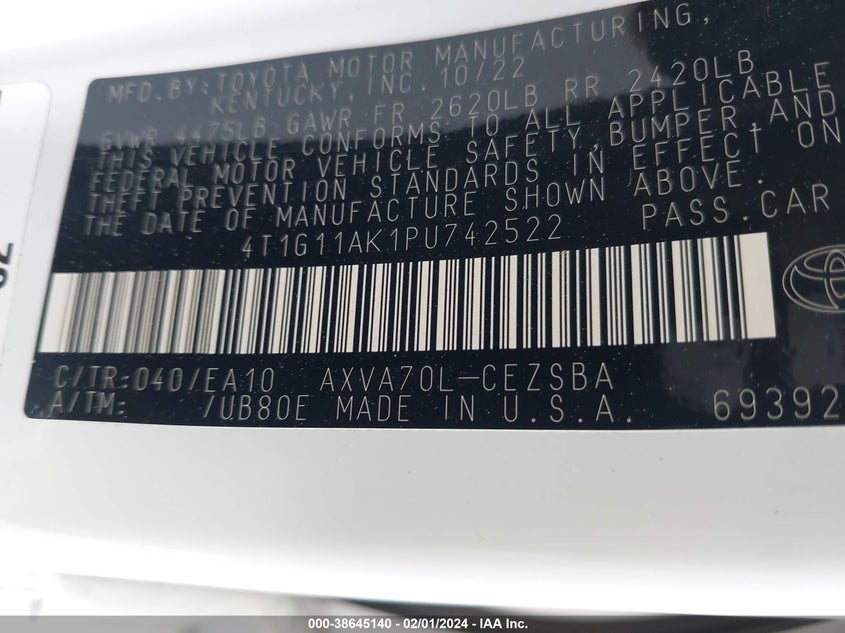 MFD.BY:TOYOTA MOTOR MANUFACTURING,
KENTUCKY, INC. 10/22
GVWR 4475LB GAWR FR 2620LB RR 2420LB
THIS VEHICLE CONFORMS TO ALL APPLICABLE
FEDERAL MOTOR VEHICLE SAFETY,BUMPER,AND
THEFT PREVENTION STANDARDS IN EFFECT ON
THE DATE OF MANUFACTURE SHOWN ABOVE.
4T1G11AK1PU742522 PASS.CAR
C/TR:040/EA10 AXVA70L-CEZSBA
A/TM: /UB80E MADE IN U.S.A. 69392
000-38645140 - 02/01/2024 - IAA Inc.